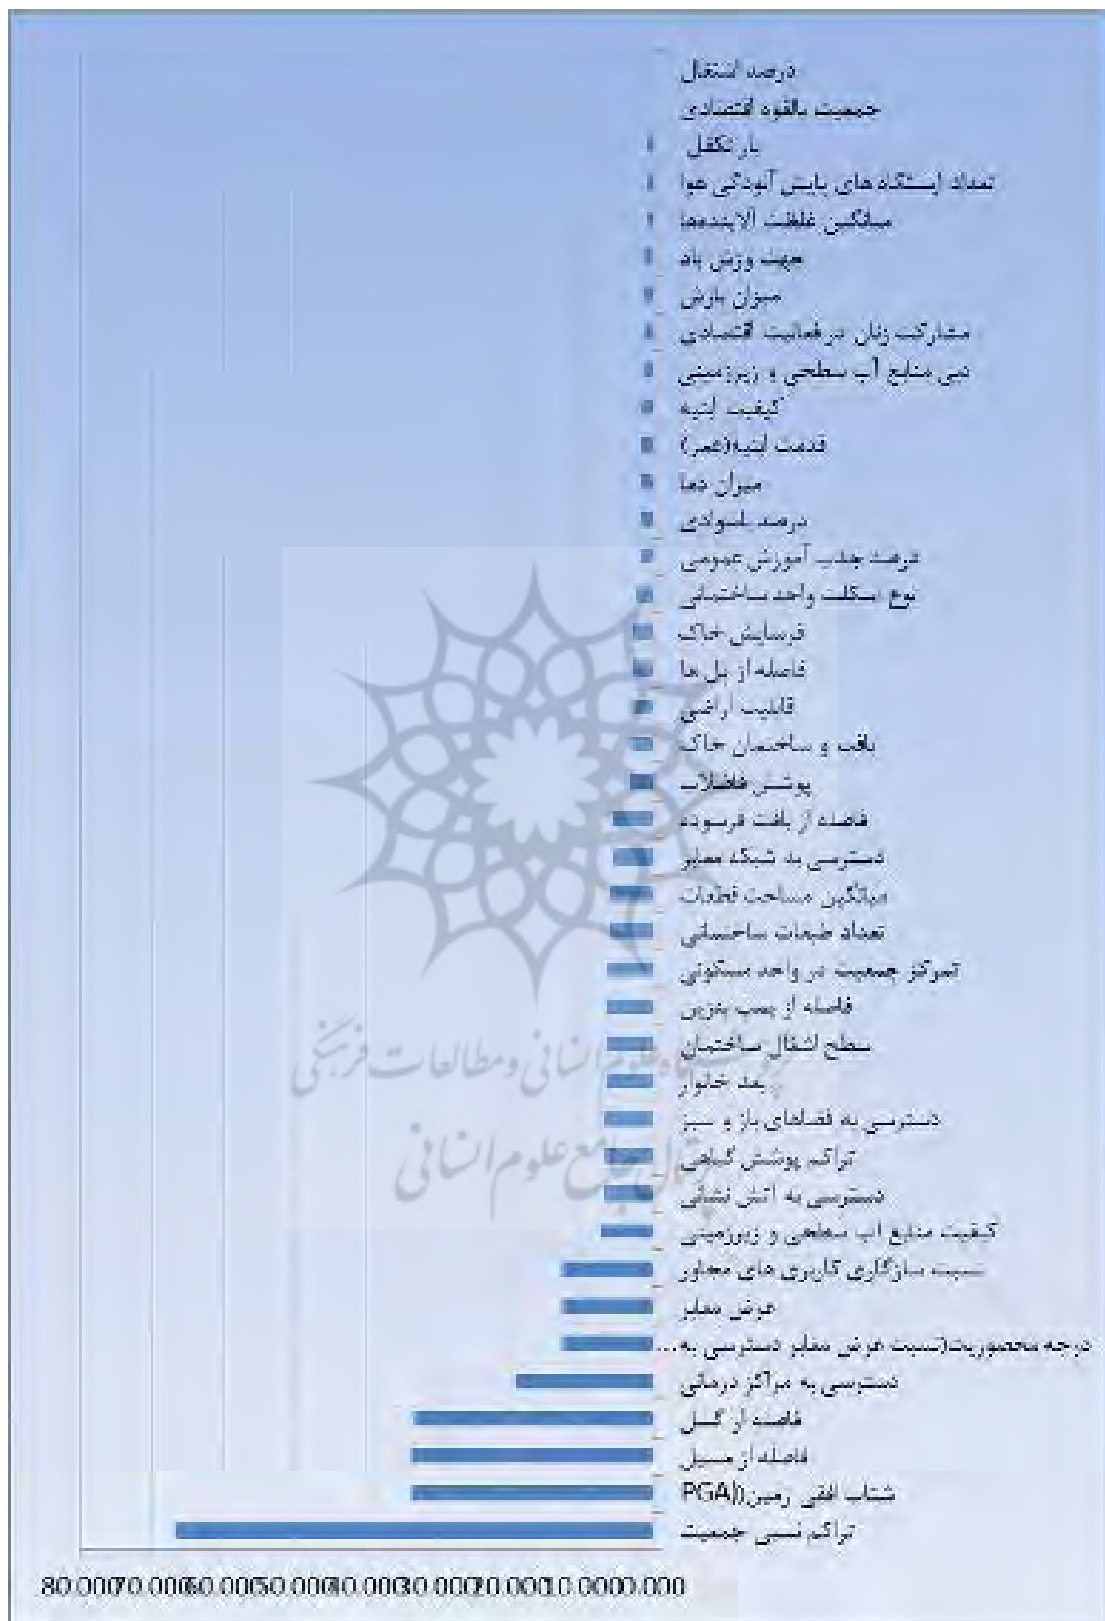 درصد اشتغال
جمعیت بالقوه اقتصادی
بار تکفل
تعداد ایستگاه های پایش آلودگی هوا
میانگین غلظت آلاینده‌ها
جهت وزش باد
میزان بارش
مشارکت زنان در فعالیت اقتصادی
دبی منابع آب سطحی و زیرزمینی
کیفیت ابنیه
قدمت ابنیه(عمر)
میزان دما
درصد باسوادی
درصد جذب آموزش عمومی
نوع اسکلت واحد ساختمانی
فرسایش خاک
فاصله از پل ها
قابلیت اراضی
بافت و ساختمان خاک
پوشش فاضلاب
فاصله از بافت فرسوده
دسترسی به شبکه معابر
میانگین مساحت قطعات
تعداد طبقات ساختمانی
تمرکز جمعیت در واحد مسکونی
فاصله از پمپ بنزین
سطح اشغال ساختمان
بعد خانوار
دسترسی به فضاهای باز و سبز
تراکم پوشش گیاهی
دسترسی به آتش نشانی
کیفیت منابع آب سطحی و زیرزمینی
نسبت سازگاری کاربری های مجاور
عرض معابر
درجه محصوریت(نسبت عرض معابر دسترسی به...
دسترسی به مراکز درمانی
فاصله از گسل
فاصله از مسیل
شتاب افقی زمین((PGA
تراکم نسبی جمعیت
80.000 70.000 60.000 50.000 40.000 30.000 20.000 10.000 0.000
انسانی و مطالعات فرهنگی
جامع علوم انسانی